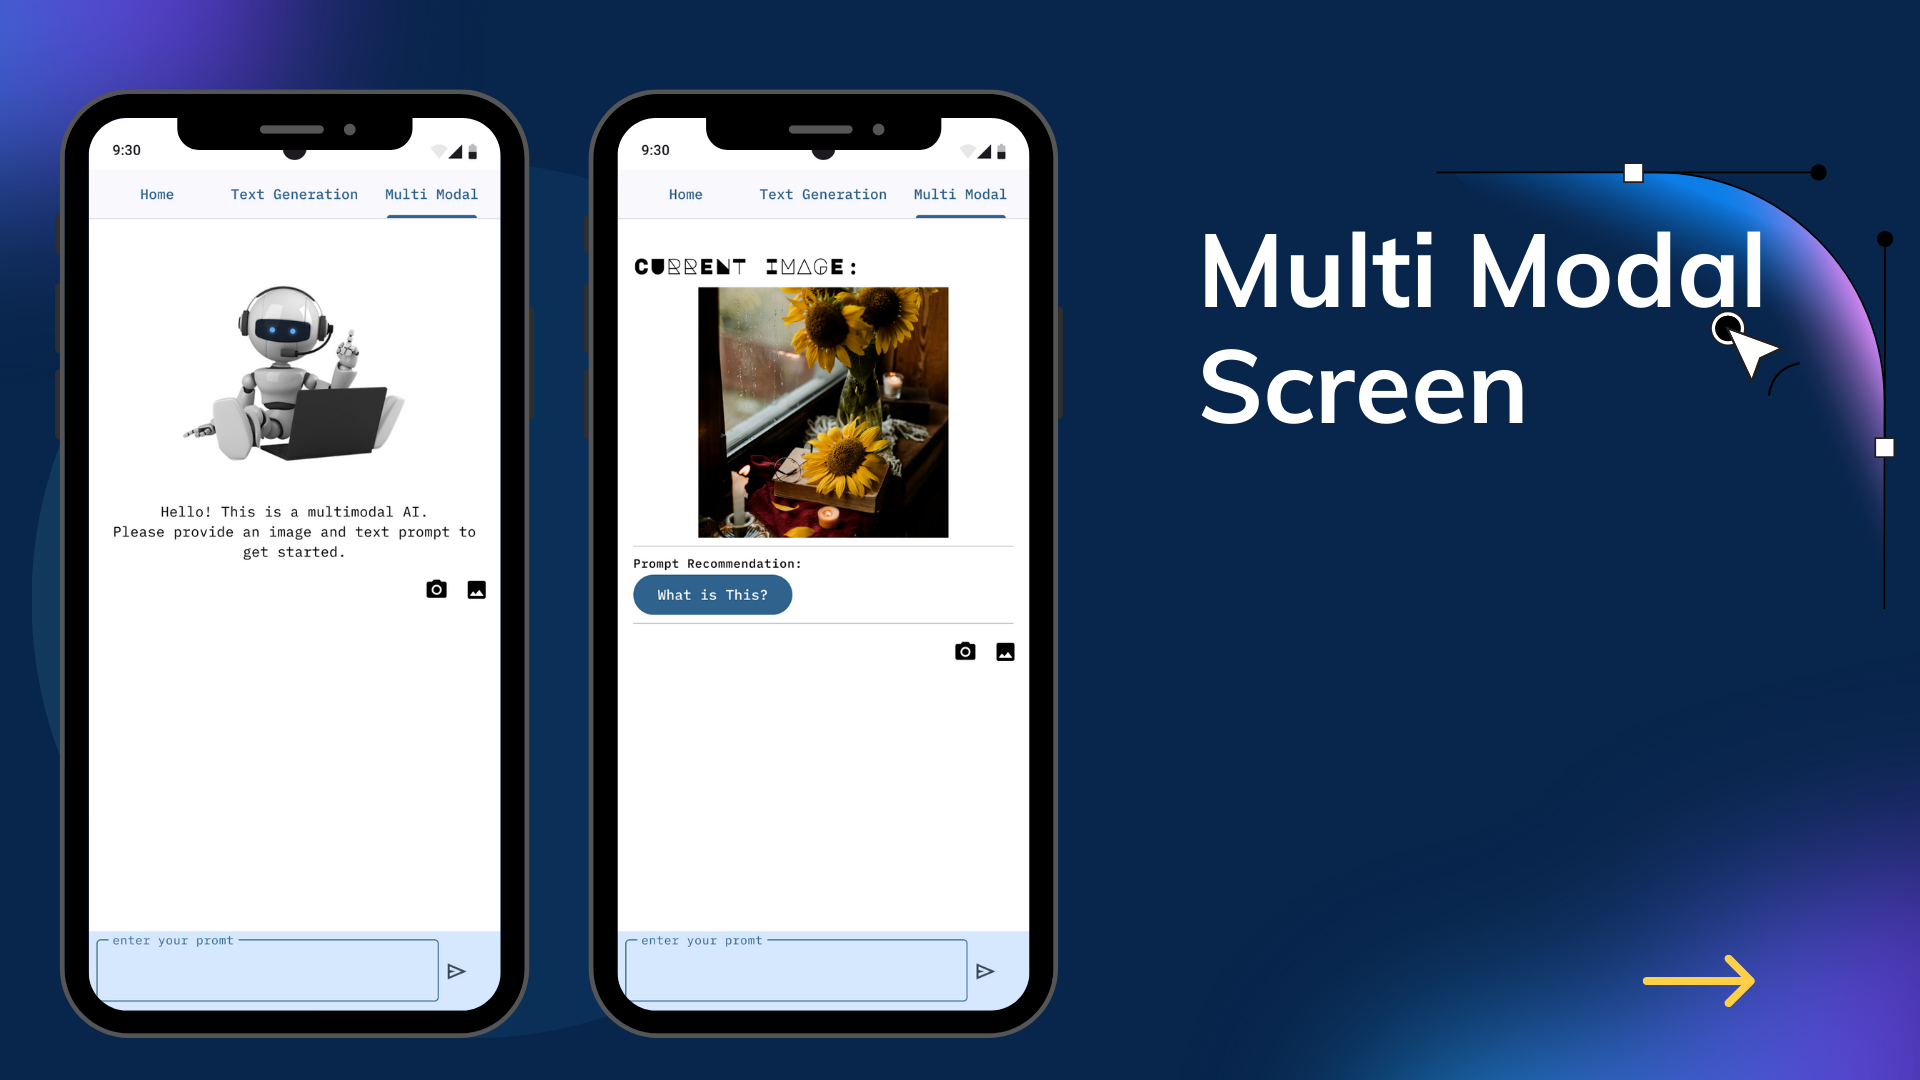 9:30
Home Text Generation Multi Modal
Hello! This is a multimodal AI.
Please provide an image and text prompt to
get started.
enter your promt
9:30
Home Text Generation Multi Modal
CURRENT IMAGE:
Prompt Recommendation:
What is This?
enter your promt
Multi Modal
Screen